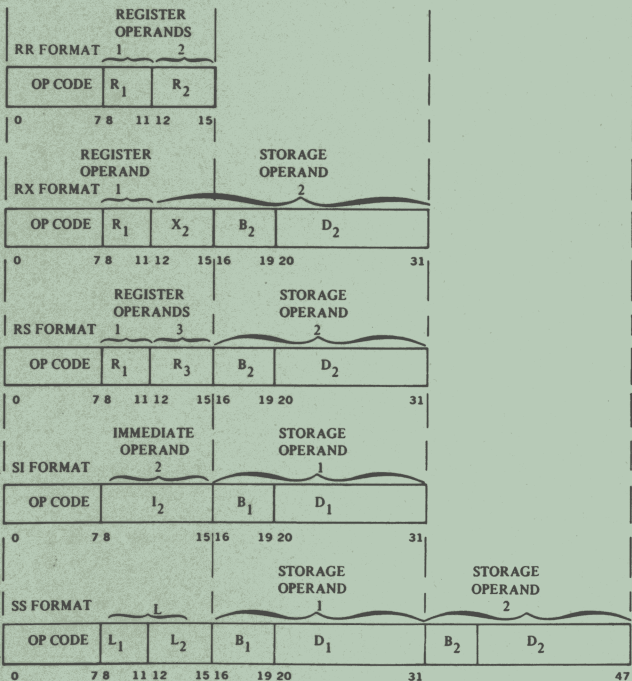 REGISTER
OPERANDS
RR FORMAT 1 2
OP CODE R1 R2
0 7 8 11 12 15
REGISTER
OPERAND
STORAGE
OPERAND
RX FORMAT 1 2
OP CODE R1 X2 B2 D2
0 7 8 11 12 15 16 19 20 31
REGISTER
OPERANDS
STORAGE
OPERAND
RS FORMAT 1 3 2
OP CODE R1 R3 B2 D2
0 7 8 11 12 15 16 19 20 31
IMMEDIATE
OPERAND
STORAGE
OPERAND
SI FORMAT 2 1
OP CODE I2 B1 D1
0 7 8 15 16 19 20 31
STORAGE
OPERAND
STORAGE
OPERAND
SS FORMAT L 1 2
OP CODE L1 L2 B1 D1 B2 D2
0 7 8 11 12 15 16 19 20 31 47